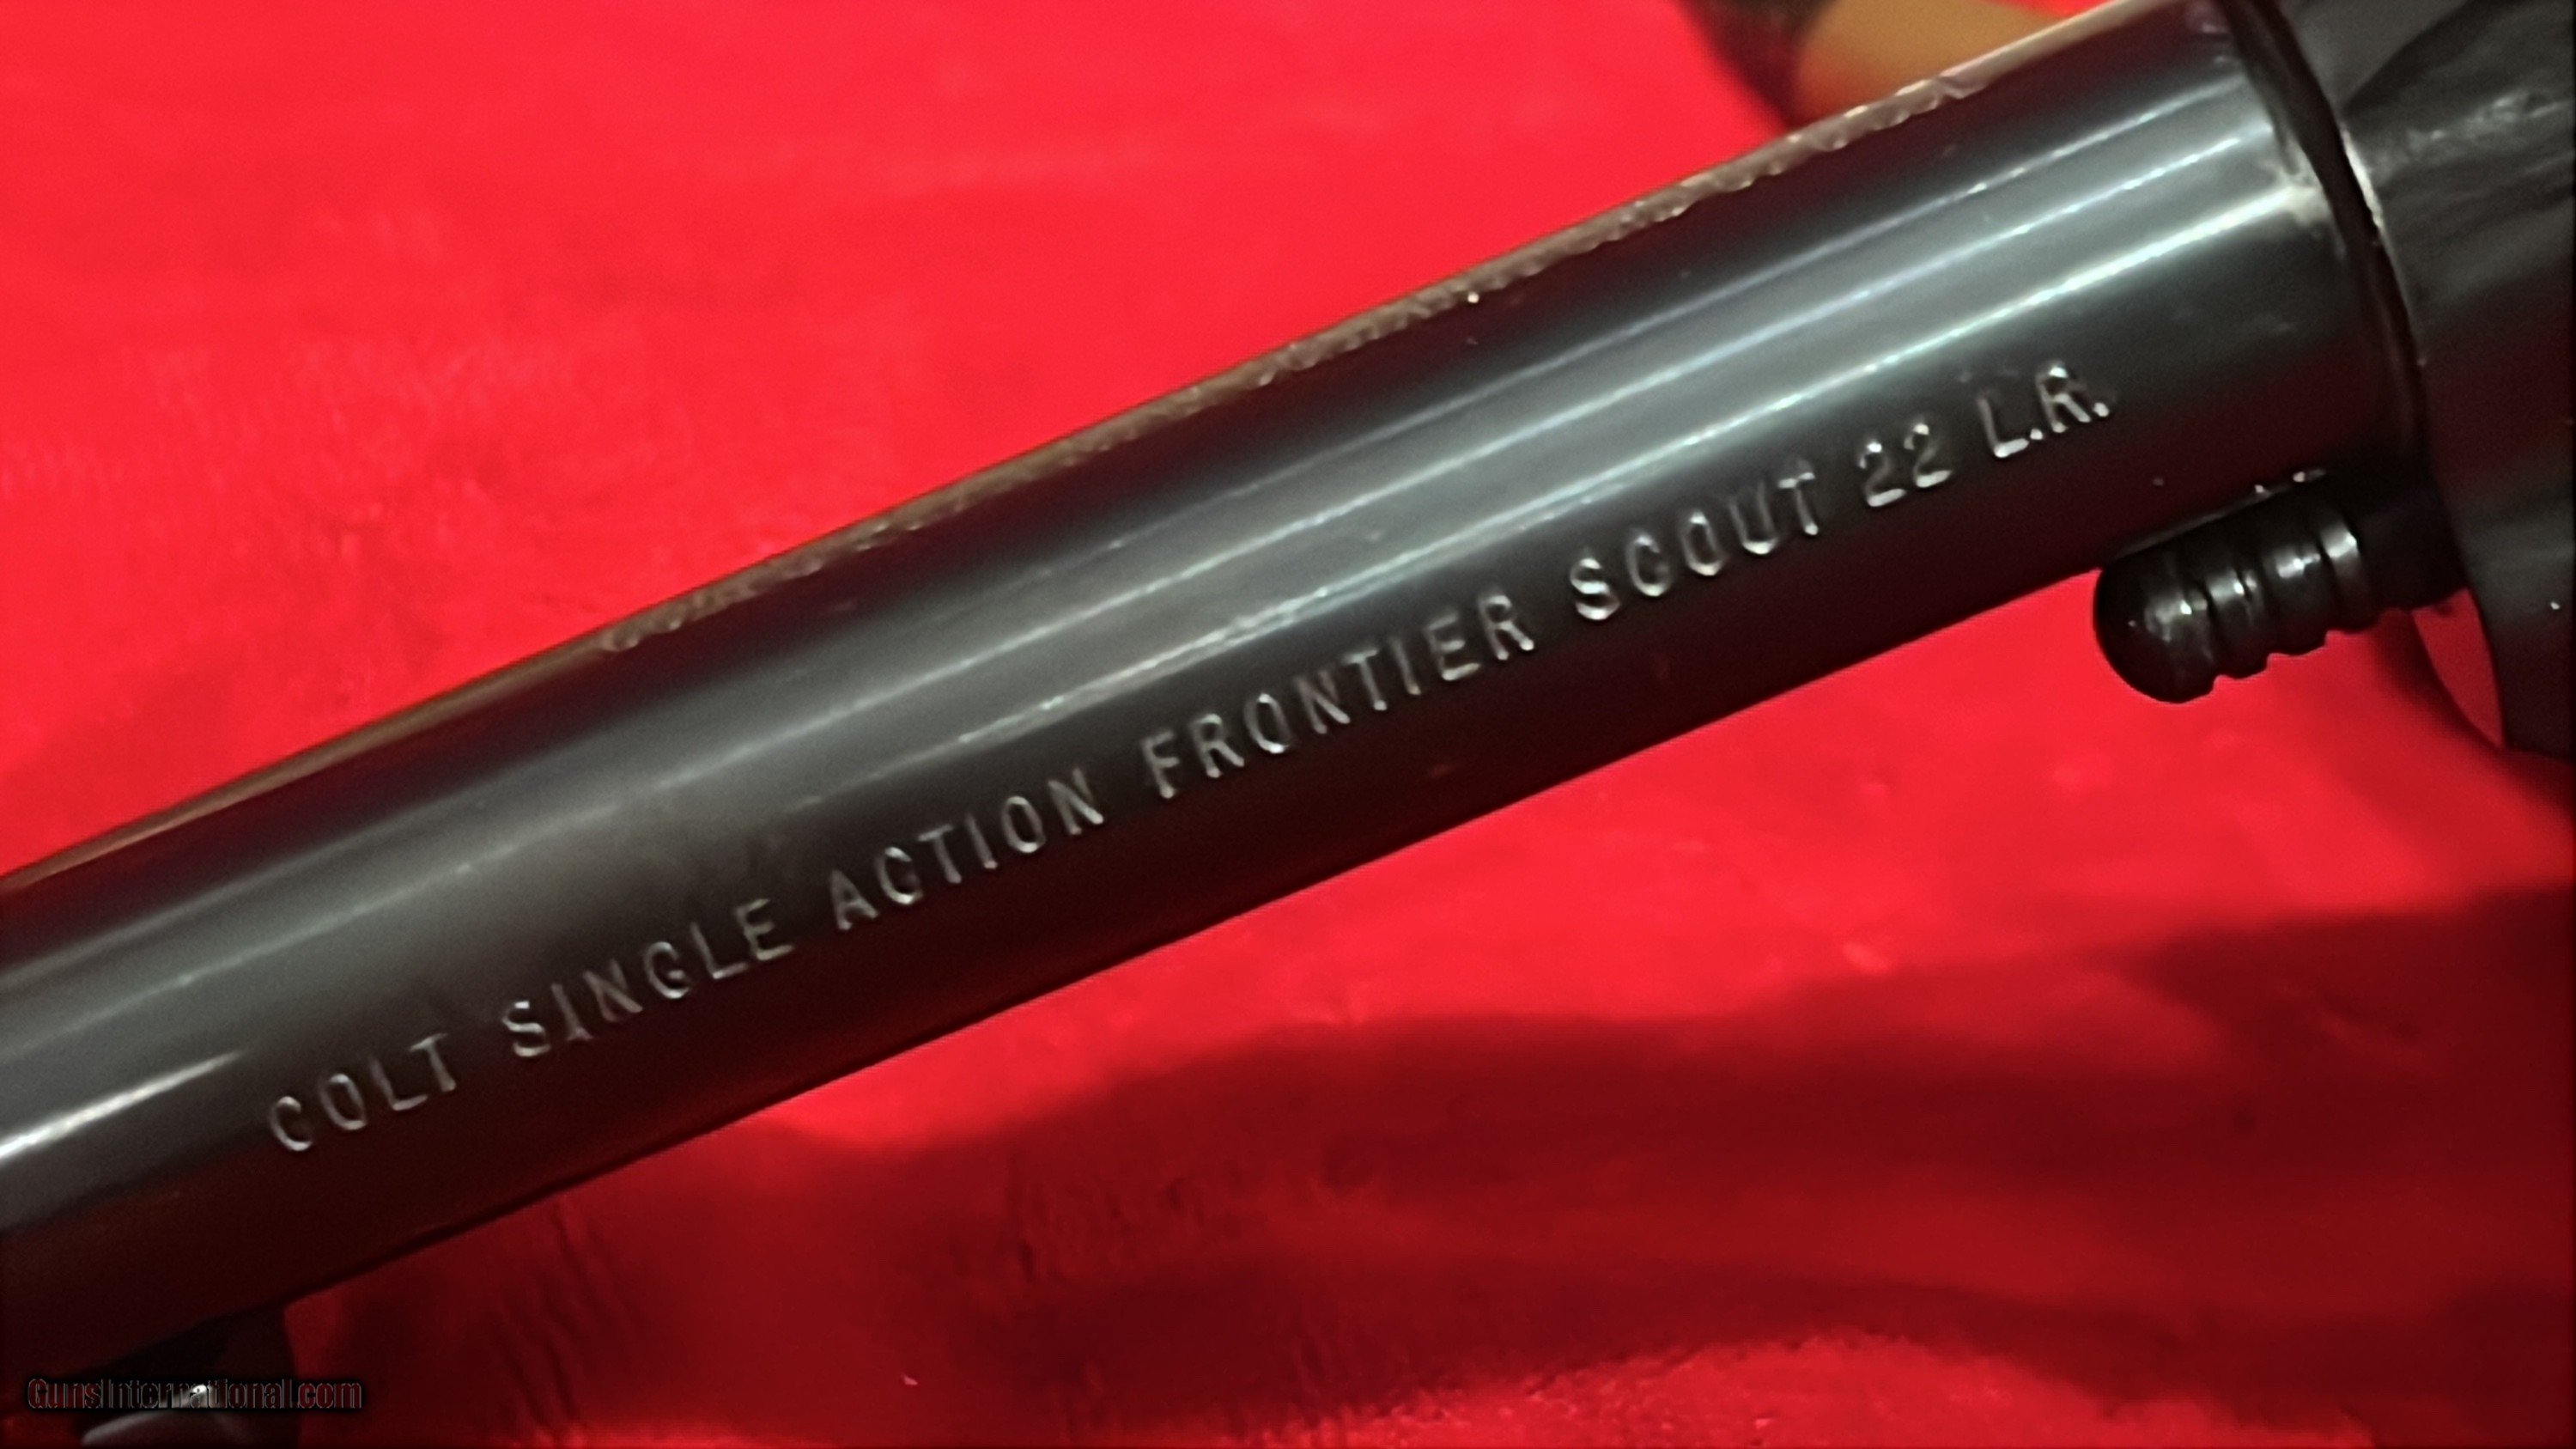 COLT SINGLE ACTION FRONTIER SCOUT 22 L.R.
GunsInternational.com